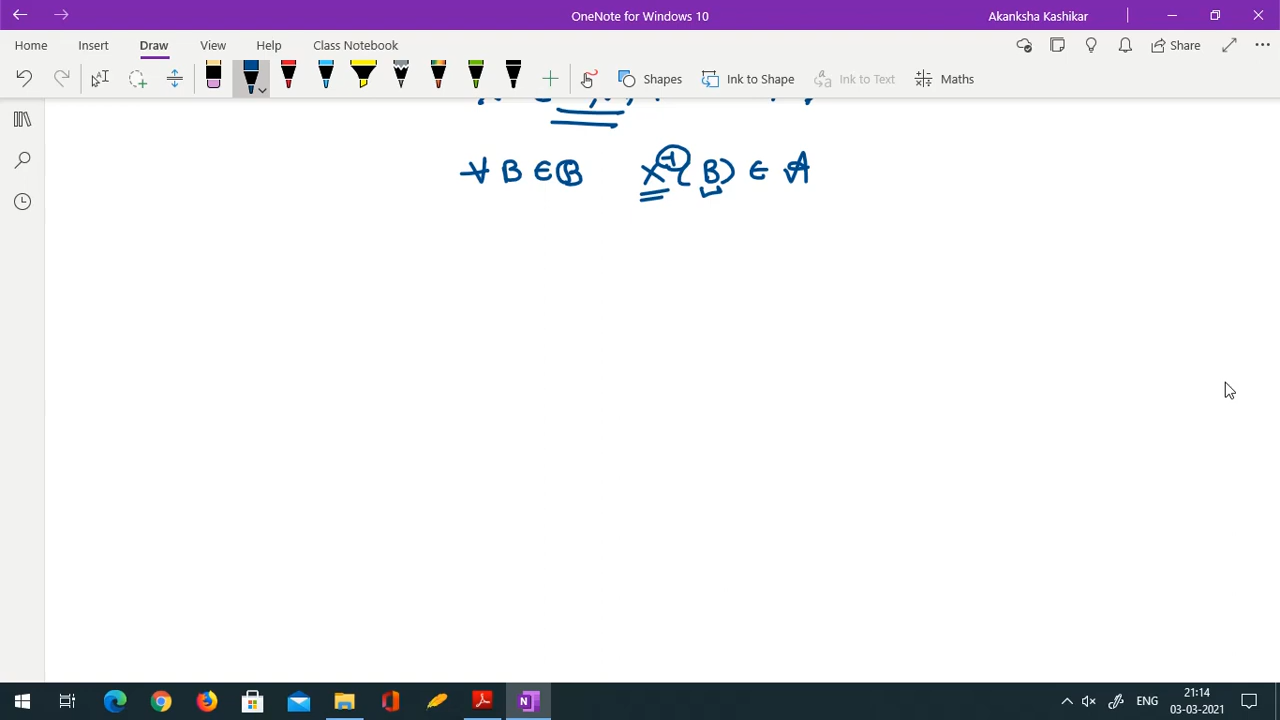 OneNote for Windows 10
Akanksha Kashikar
Home Insert Draw View Help Class Notebook Share
Shapes Ink to Shape Ink to Text Maths
∀ B ∈ 𝔹 X⁻¹(B) ∈ 𝔸
ENG 21:14
03-03-2021